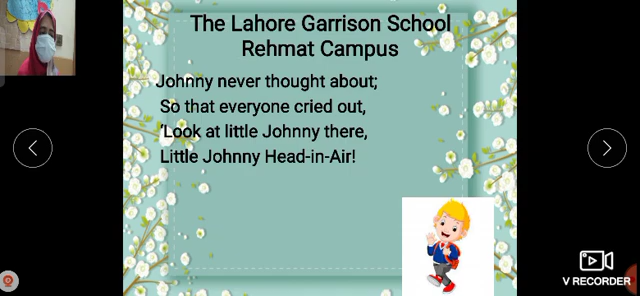 The Lahore Garrison School
Rehmat Campus
Johnny never thought about;
So that everyone cried out,
'Look at little Johnny there,
Little Johnny Head-in-Air!
V RECORDER